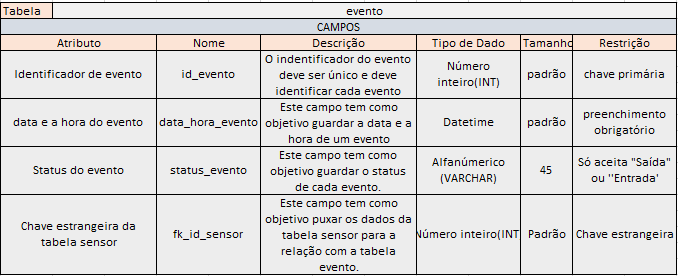 Tabela evento
CAMPOS
Atributo Nome Descrição Tipo de Dado Tamanho Restrição
Identificador de evento id_evento O indentificador do evento deve ser único e deve identificar cada evento Número inteiro(INT) padrão chave primária
data e a hora do evento data_hora_evento Este campo tem como objetivo guardar a data e a hora de um evento Datetime padrão preenchimento obrigatório
Status do evento status_evento Este campo tem como objetivo guardar o status de cada evento. Alfanúmerico (VARCHAR) 45 Só aceita "Saída" ou ''Entrada'
Chave estrangeira da tabela sensor fk_id_sensor Este campo tem como objetivo puxar os dados da tabela sensor para a relação com a tabela evento. Número inteiro(INT Padrão Chave estrangeira